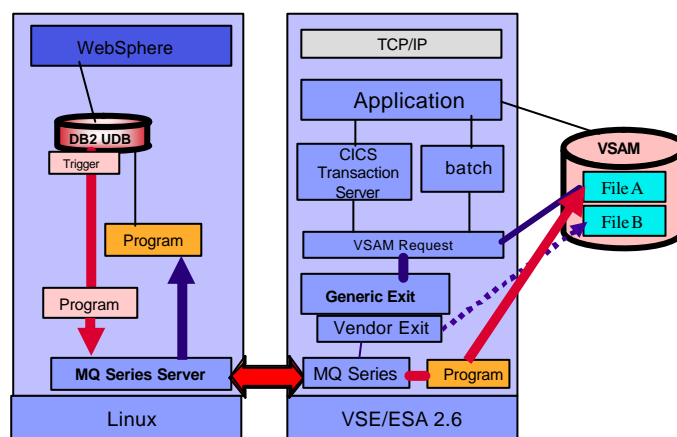 WebSphere
DB2 UDB
Trigger
Program
Program
MQ Series Server
Linux
TCP/IP
Application
CICS
Transaction
Server
batch
VSAM Request
Generic Exit
Vendor Exit
MQ Series
Program
VSE/ESA 2.6
VSAM
File A
File B